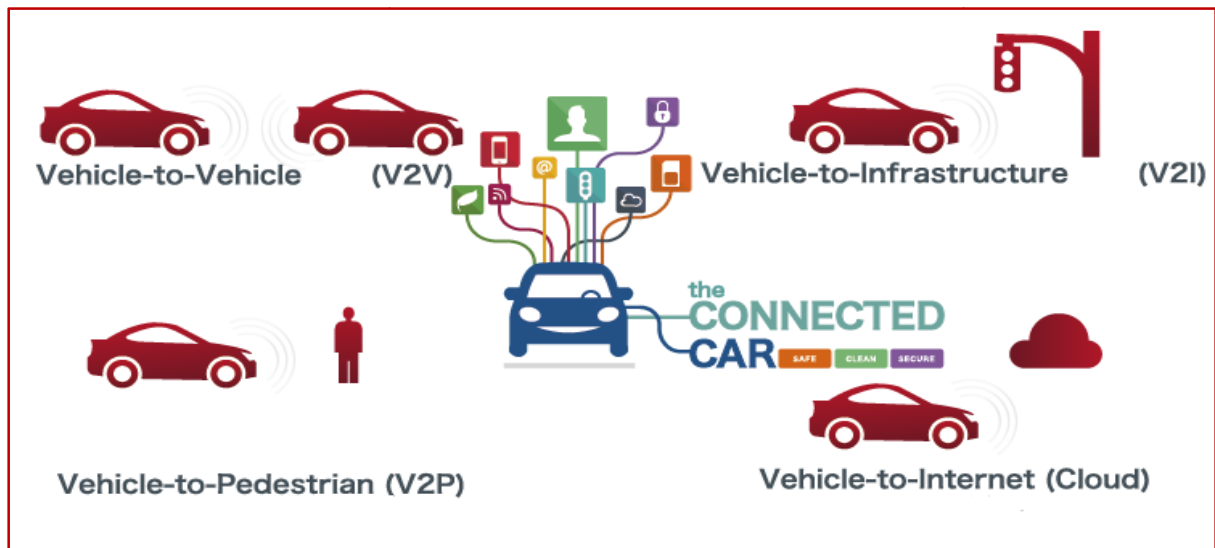 Vehicle-to-Vehicle (V2V)
@
Vehicle-to-Infrastructure (V2I)
the
CONNECTED
CAR SAFE CLEAN SECURE
Vehicle-to-Pedestrian (V2P)
Vehicle-to-Internet (Cloud)